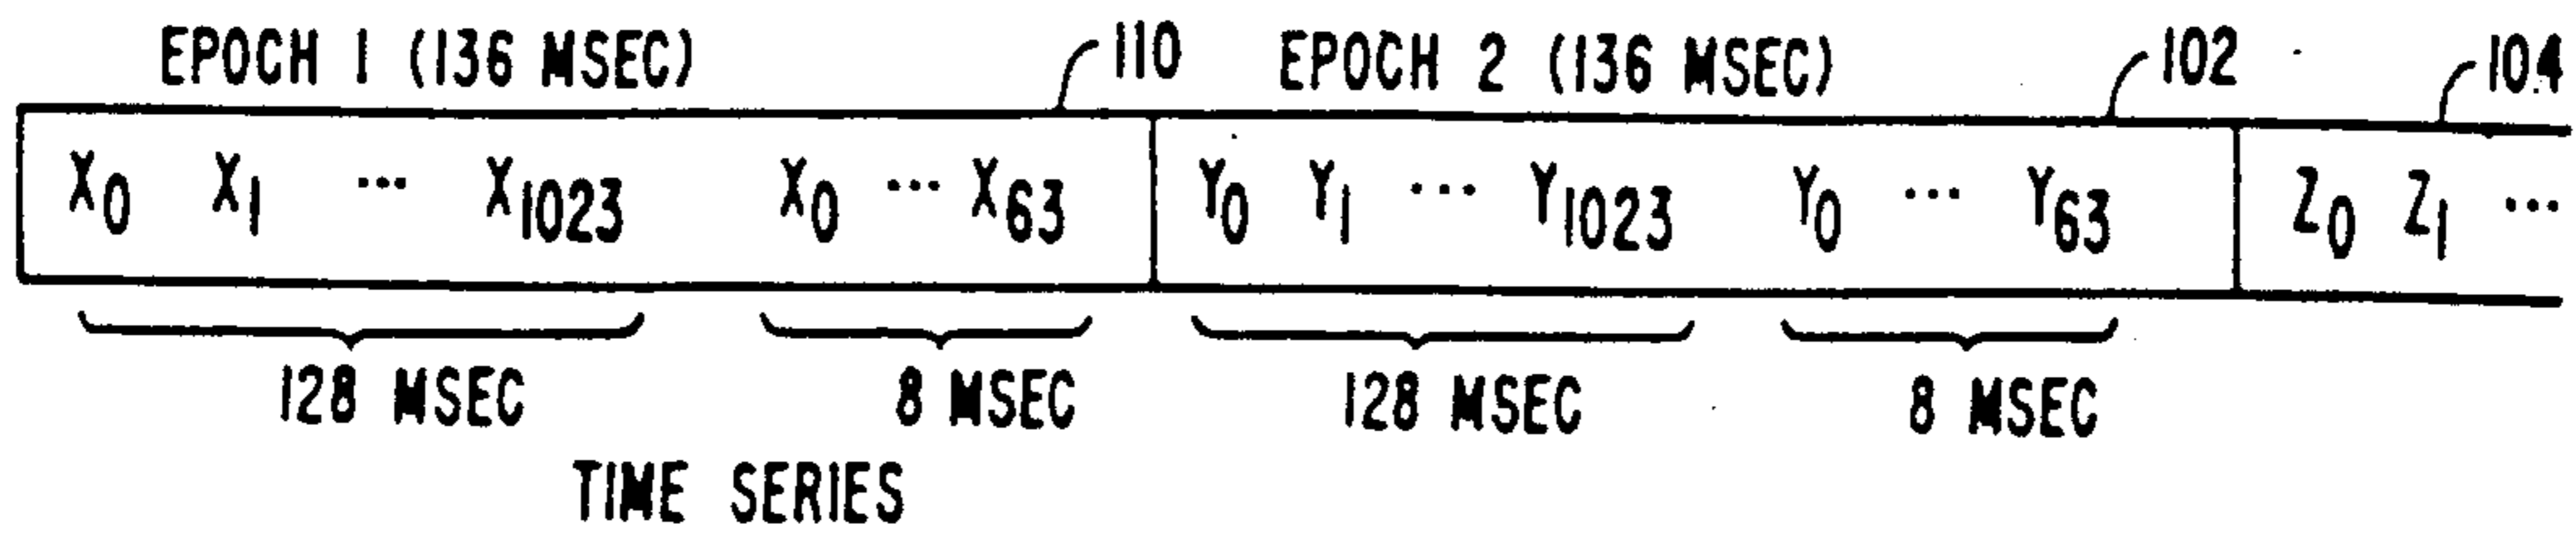 EPOCH 1 (136 MSEC) 110 EPOCH 2 (136 MSEC) 102 104
X0 X1 ... X1023 X0 ... X63 Y0 Y1 ... Y1023 Y0 ... Y63 Z0 Z1 ...
128 MSEC 8 MSEC 128 MSEC 8 MSEC
TIME SERIES